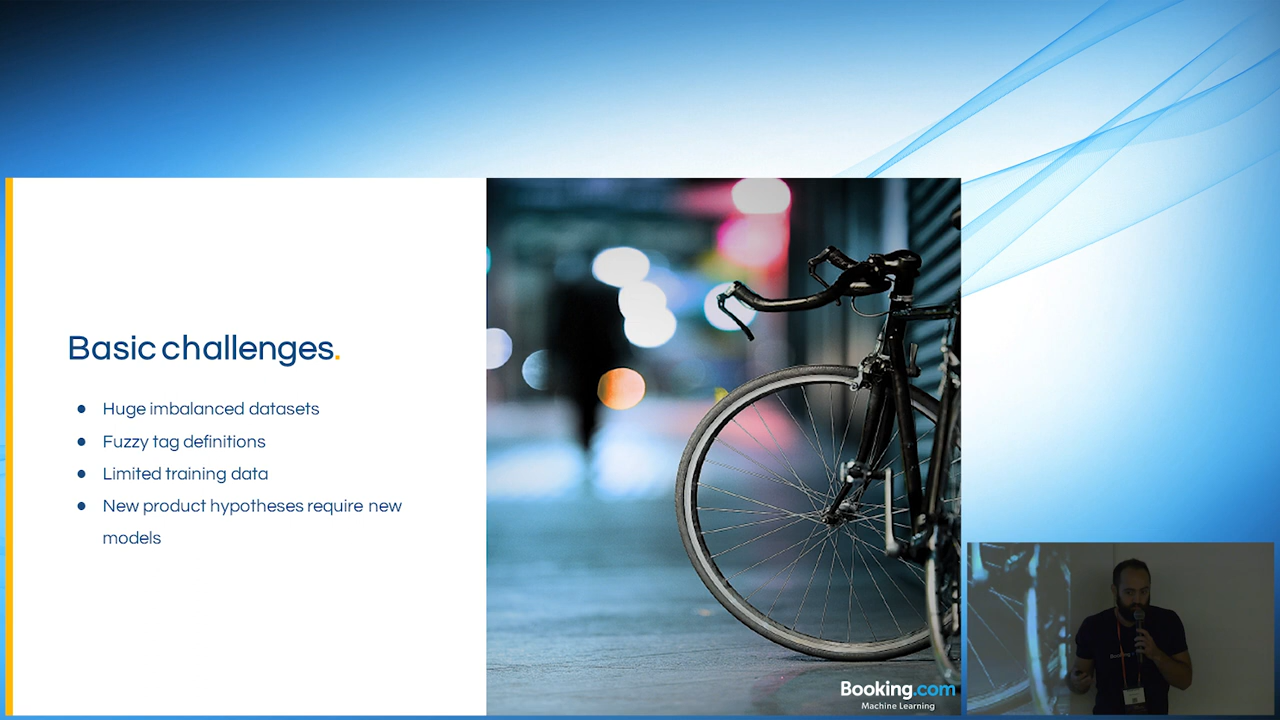 Basic challenges.
Huge imbalanced datasets
Fuzzy tag definitions
Limited training data
New product hypotheses require new
models
Booking.com
Machine Learning